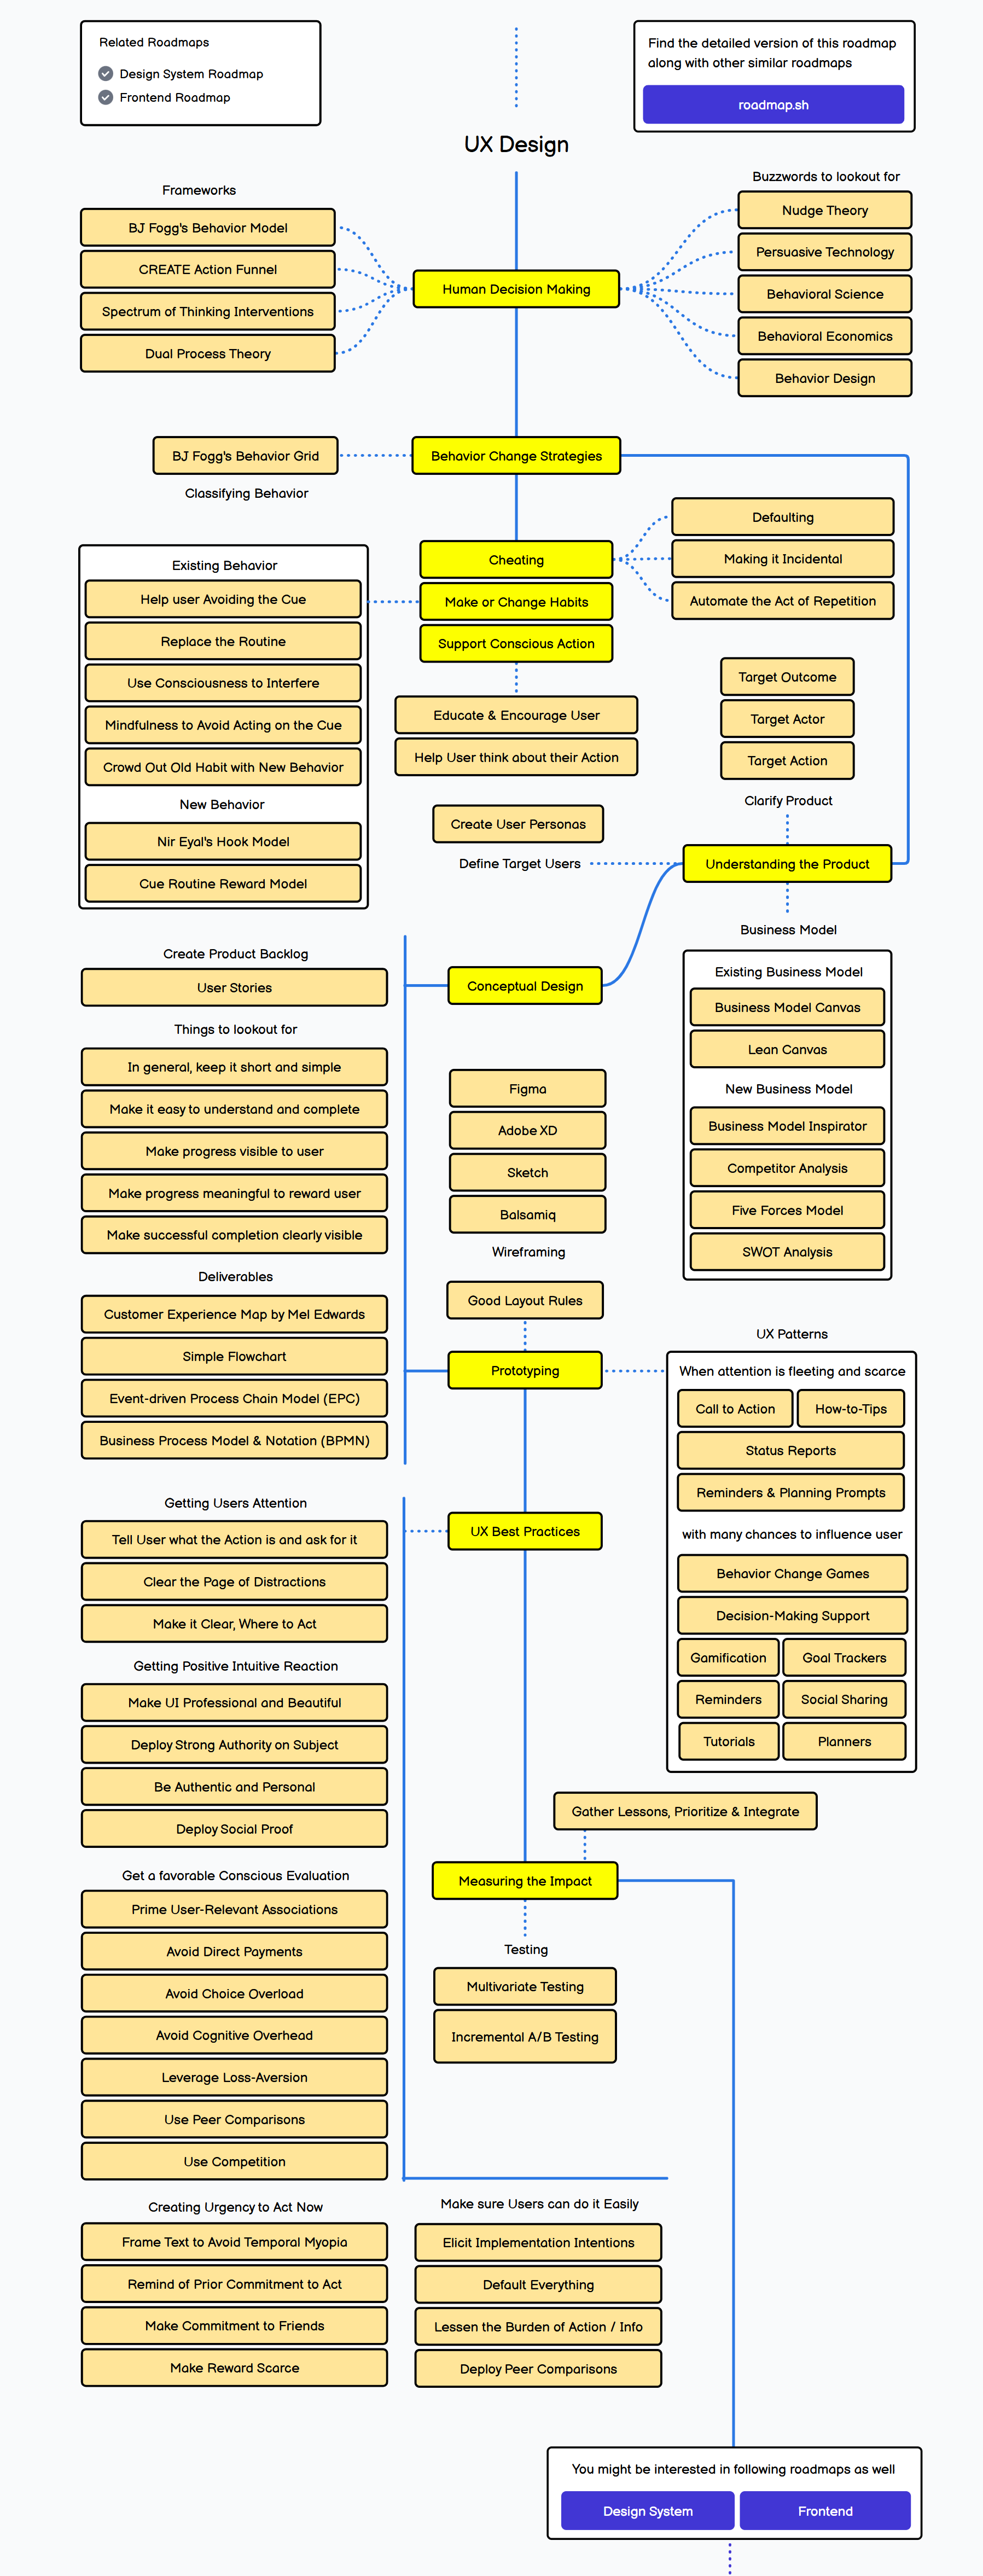 Related Roadmaps
Design System Roadmap
Frontend Roadmap
Find the detailed version of this roadmap
along with other similar roadmaps
roadmap.sh
UX Design
Frameworks
BJ Fogg's Behavior Model
CREATE Action Funnel
Spectrum of Thinking Interventions
Dual Process Theory
Human Decision Making
Buzzwords to lookout for
Nudge Theory
Persuasive Technology
Behavioral Science
Behavioral Economics
Behavior Design
BJ Fogg's Behavior Grid
Classifying Behavior
Behavior Change Strategies
Cheating
Make or Change Habits
Support Conscious Action
Defaulting
Making it Incidental
Automate the Act of Repetition
Existing Behavior
Help user Avoiding the Cue
Replace the Routine
Use Consciousness to Interfere
Mindfulness to Avoid Acting on the Cue
Crowd Out Old Habit with New Behavior
New Behavior
Nir Eyal's Hook Model
Cue Routine Reward Model
Educate & Encourage User
Help User think about their Action
Target Outcome
Target Actor
Target Action
Clarify Product
Create User Personas
Define Target Users
Understanding the Product
Business Model
Existing Business Model
Business Model Canvas
Lean Canvas
New Business Model
Business Model Inspirator
Competitor Analysis
Five Forces Model
SWOT Analysis
Conceptual Design
Create Product Backlog
User Stories
Things to lookout for
In general, keep it short and simple
Make it easy to understand and complete
Make progress visible to user
Make progress meaningful to reward user
Make successful completion clearly visible
Deliverables
Customer Experience Map by Mel Edwards
Simple Flowchart
Event-driven Process Chain Model (EPC)
Business Process Model & Notation (BPMN)
Figma
Adobe XD
Sketch
Balsamiq
Wireframing
Good Layout Rules
Prototyping
UX Patterns
When attention is fleeting and scarce
Call to Action
How-to-Tips
Status Reports
Reminders & Planning Prompts
with many chances to influence user
Behavior Change Games
Decision-Making Support
Gamification
Goal Trackers
Reminders
Social Sharing
Tutorials
Planners
UX Best Practices
Getting Users Attention
Tell User what the Action is and ask for it
Clear the Page of Distractions
Make it Clear, Where to Act
Getting Positive Intuitive Reaction
Make UI Professional and Beautiful
Deploy Strong Authority on Subject
Be Authentic and Personal
Deploy Social Proof
Get a favorable Conscious Evaluation
Prime User-Relevant Associations
Avoid Direct Payments
Avoid Choice Overload
Avoid Cognitive Overhead
Leverage Loss-Aversion
Use Peer Comparisons
Use Competition
Gather Lessons, Prioritize & Integrate
Measuring the Impact
Testing
Multivariate Testing
Incremental A/B Testing
Creating Urgency to Act Now
Frame Text to Avoid Temporal Myopia
Remind of Prior Commitment to Act
Make Commitment to Friends
Make Reward Scarce
Make sure Users can do it Easily
Elicit Implementation Intentions
Default Everything
Lessen the Burden of Action / Info
Deploy Peer Comparisons
You might be interested in following roadmaps as well
Design System
Frontend